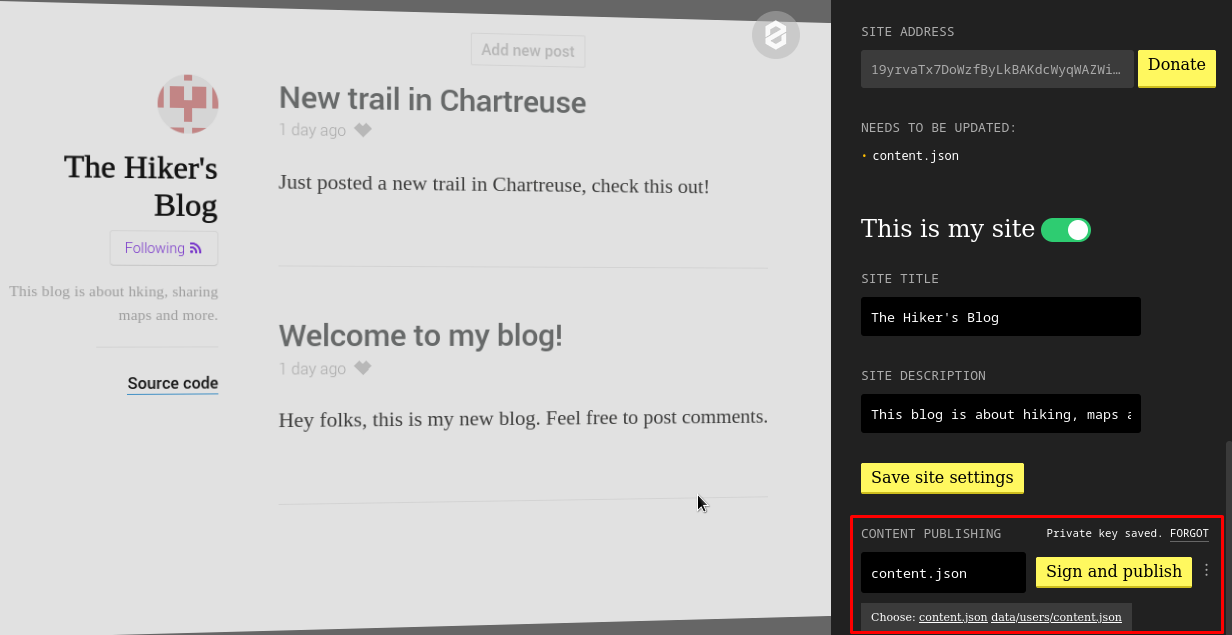 Add new post
The Hiker's
Blog
Following
This blog is about hking, sharing
maps and more.
Source code
New trail in Chartreuse
1 day ago
Just posted a new trail in Chartreuse, check this out!
Welcome to my blog!
1 day ago
Hey folks, this is my new blog. Feel free to post comments.
SITE ADDRESS
19yrvaTx7DoWzfByLkBAKdcWyqWAZWi… Donate
NEEDS TO BE UPDATED:
• content.json
This is my site
SITE TITLE
The Hiker's Blog
SITE DESCRIPTION
This blog is about hiking, maps a
Save site settings
CONTENT PUBLISHING Private key saved. FORGOT
content.json Sign and publish
Choose: content.json data/users/content.json